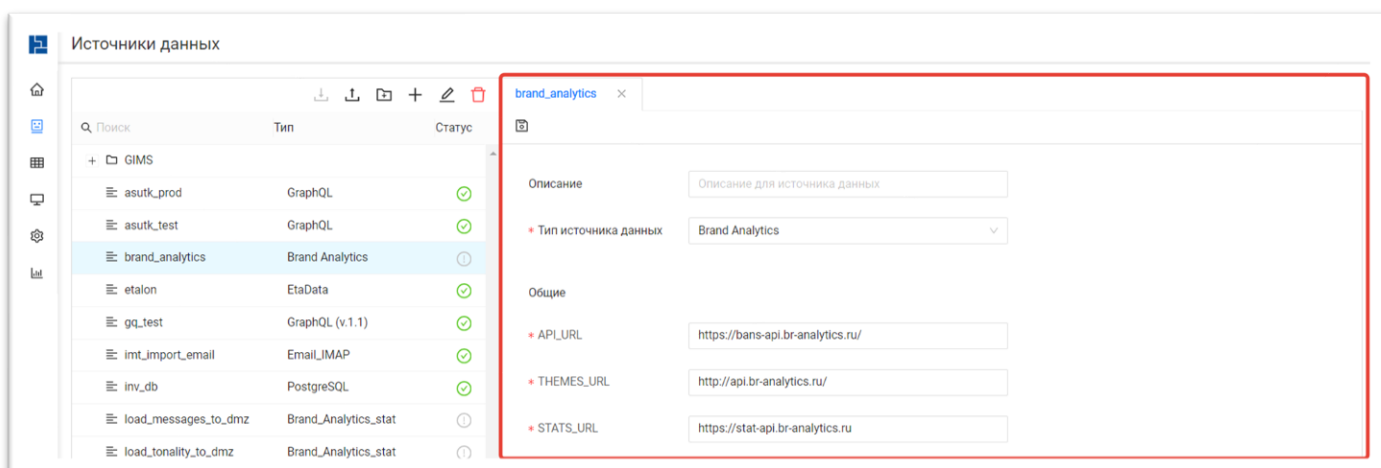 Источники данных
Поиск Тип Статус
GIMS
asutk_prod GraphQL
asutk_test GraphQL
brand_analytics Brand Analytics
etalon EtaData
gq_test GraphQL (v.1.1)
imt_import_email Email_IMAP
inv_db PostgreSQL
load_messages_to_dmz Brand_Analytics_stat
load_tonality_to_dmz Brand_Analytics_stat
brand_analytics
Описание Описание для источника данных
* Тип источника данных Brand Analytics
Общие
* API_URL https://bans-api.br-analytics.ru/
* THEMES_URL http://api.br-analytics.ru/
* STATS_URL https://stat-api.br-analytics.ru